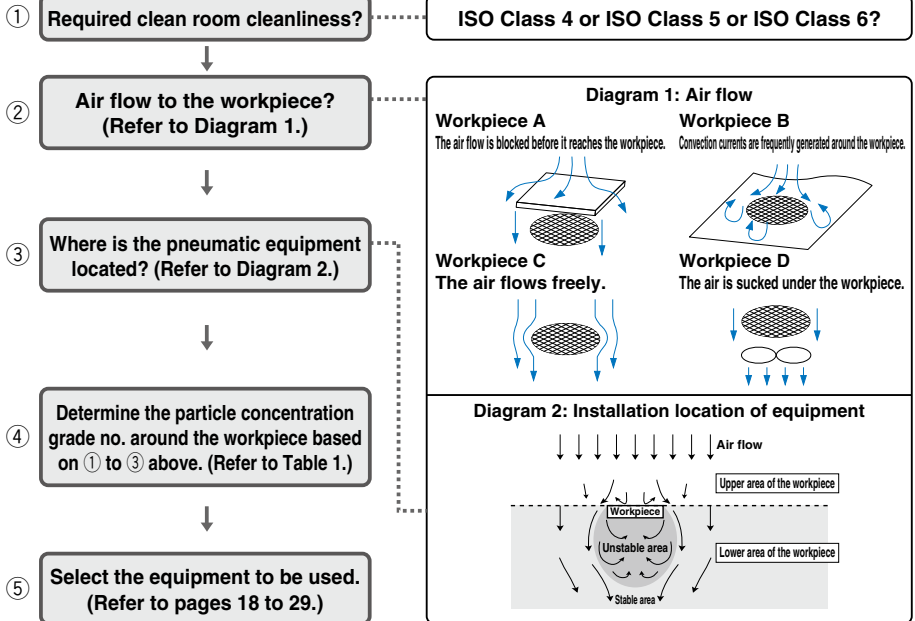 ① Required clean room cleanliness?
ISO Class 4 or ISO Class 5 or ISO Class 6?
② Air flow to the workpiece?
(Refer to Diagram 1.)
Diagram 1: Air flow
Workpiece A
The air flow is blocked before it reaches the workpiece.
Workpiece B
Convection currents are frequently generated around the workpiece.
Workpiece C
The air flows freely.
Workpiece D
The air is sucked under the workpiece.
③ Where is the pneumatic equipment
located? (Refer to Diagram 2.)
Diagram 2: Installation location of equipment
Air flow
Upper area of the workpiece
Workpiece
Unstable area
Lower area of the workpiece
Stable area
④ Determine the particle concentration
grade no. around the workpiece based
on ① to ③ above. (Refer to Table 1.)
⑤ Select the equipment to be used.
(Refer to pages 18 to 29.)